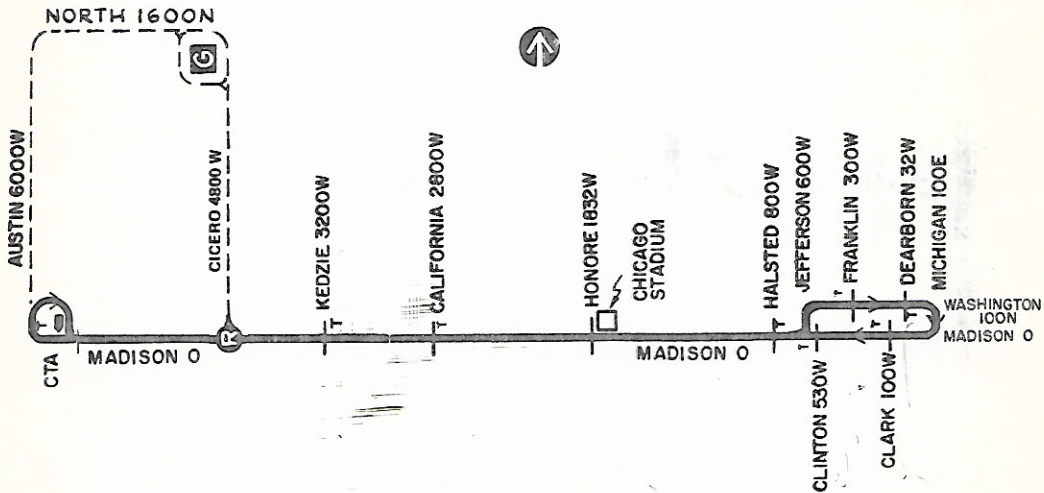 NORTH 1600N
G
AUSTIN 6000W
CICERO 4800 W
KEDZIE 3200W
T
CALIFORNIA 2800W
T
HONORE 1832W
CHICAGO
STADIUM
HALSTED 800W
T
JEFFERSON 600W
T
FRANKLIN 300W
T
DEARBORN 32W
T
MICHIGAN 100E
WASHINGTON
100N
MADISON 0
T
CTA
MADISON 0
R
MADISON 0
T
CLINTON 530W
CLARK 100W